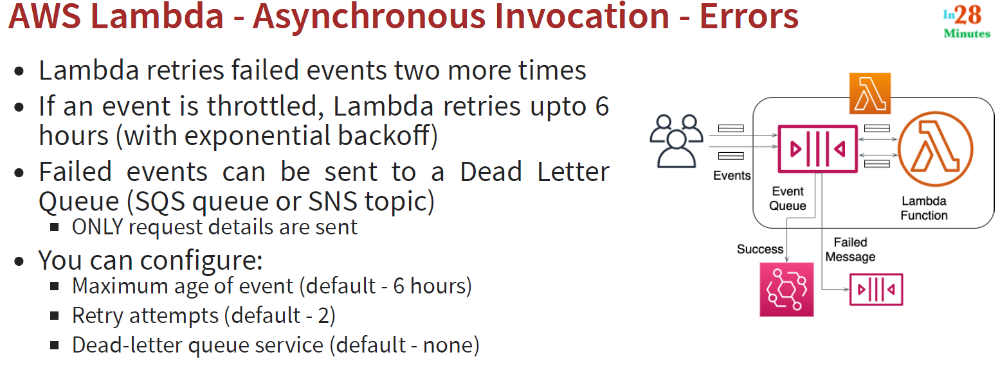 AWS Lambda - Asynchronous Invocation - Errors
In28
Minutes
• Lambda retries failed events two more times
• If an event is throttled, Lambda retries upto 6
hours (with exponential backoff)
• Failed events can be sent to a Dead Letter
Queue (SQS queue or SNS topic)
▪ ONLY request details are sent
• You can configure:
▪ Maximum age of event (default - 6 hours)
▪ Retry attempts (default - 2)
▪ Dead-letter queue service (default - none)
Events
Event
Queue
Lambda
Function
Success
Failed
Message